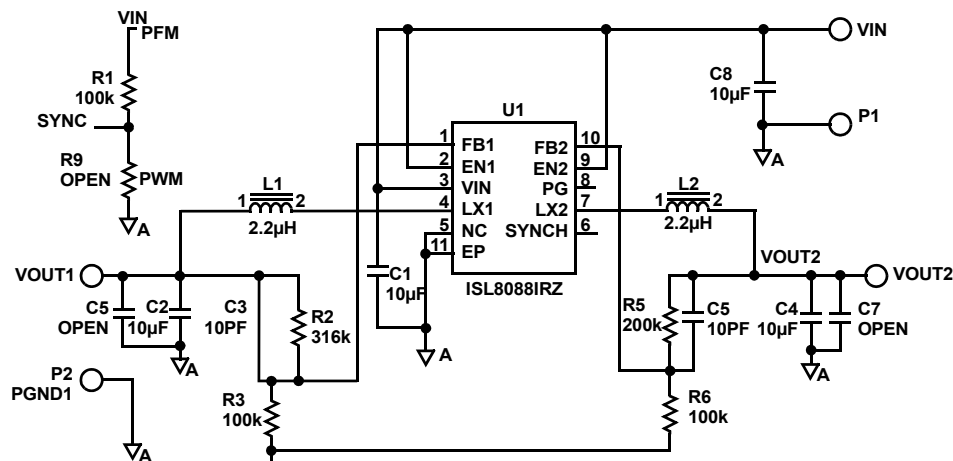 VIN
PFM
R1
100k
SYNC
R9
OPEN
PWM
A
VIN
C8
10µF
P1
A
U1
1
2
3
4
5
11
FB1
EN1
VIN
LX1
NC
EP
FB2
EN2
PG
LX2
SYNCH
10
9
8
7
6
ISL8088IRZ
L1
1
2
2.2µH
L2
1
2
2.2µH
VOUT1
C5
OPEN
C2
10µF
A
C3
10PF
R2
316k
C1
10µF
A
VOUT2
VOUT2
R5
200k
C5
10PF
C4
10µF
C7
OPEN
A
P2
PGND1
A
R3
100k
R6
100k